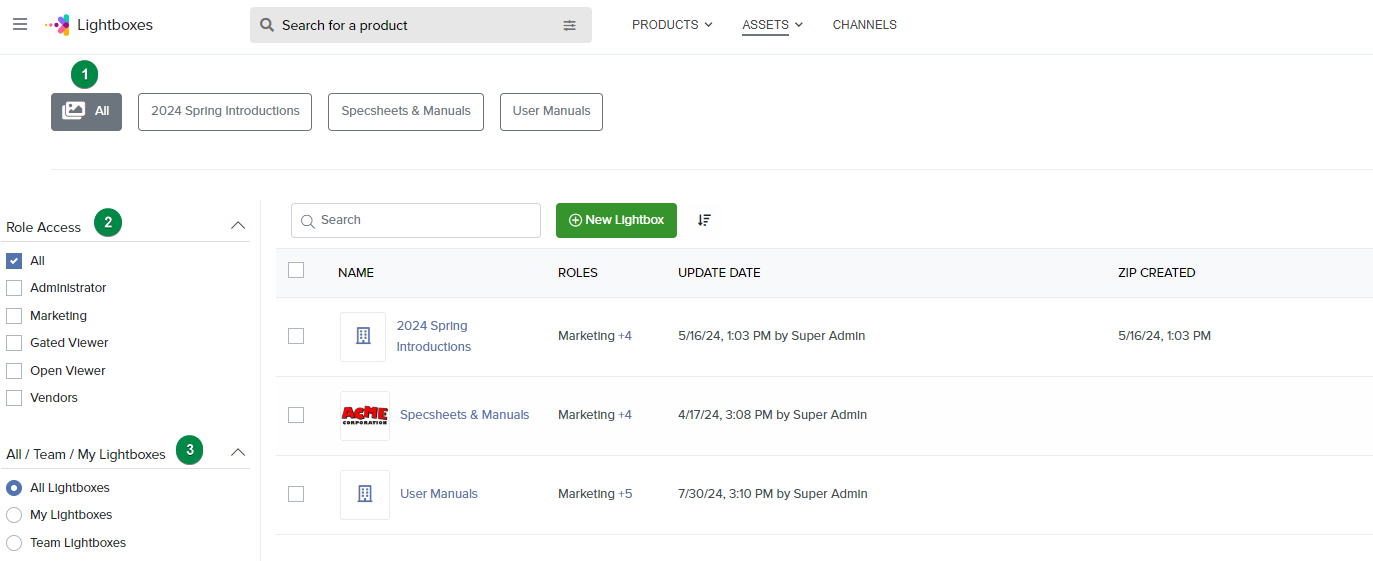 Lightboxes
Search for a product
PRODUCTS
ASSETS
CHANNELS
1
All
2024 Spring Introductions
Specsheets & Manuals
User Manuals
Role Access
2
All
Administrator
Marketing
Gated Viewer
Open Viewer
Vendors
All / Team / My Lightboxes
3
All Lightboxes
My Lightboxes
Team Lightboxes
Search
New Lightbox
NAME ROLES UPDATE DATE ZIP CREATED
2024 Spring
Introductions
Marketing +4 5/16/24, 1:03 PM by Super Admin 5/16/24, 1:03 PM
ACME
CORPORATION
Specsheets & Manuals Marketing +4 4/17/24, 3:08 PM by Super Admin
User Manuals Marketing +5 7/30/24, 3:10 PM by Super Admin